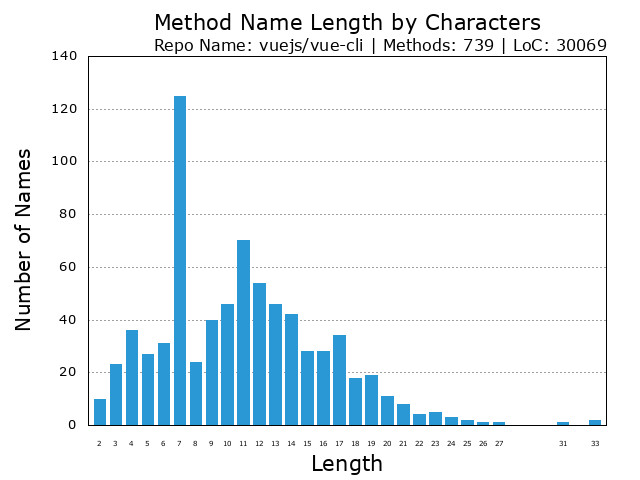 Method Name Length by Characters
Repo Name: vuejs/vue-cli | Methods: 739 | LoC: 30069
140
120
100
80
60
40
20
0
Number of Names
2 3 4 5 6 7 8 9 10 11 12 13 14 15 16 17 18 19 20 21 22 23 24 25 26 27 31 33
Length